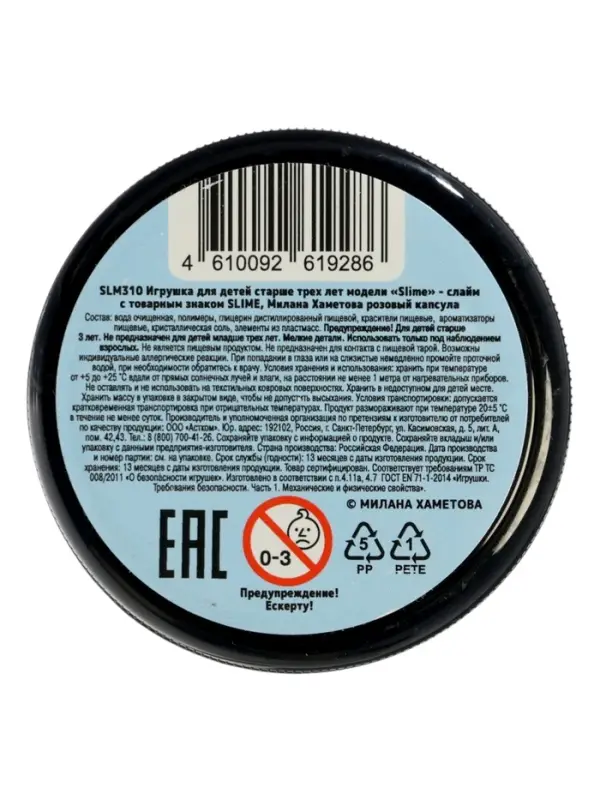 4 610092 619286
SLM310 Игрушка для детей старше трех лет модели «Slime» - слайм
с товарным знаком SLIME, Милана Хаметова розовый капсула
Состав: вода очищенная, полимеры, глицерин дистиллированный пищевой, красители пищевые, ароматизаторы
пищевые, кристаллическая соль, элементы из пластмасс. Предупреждение! Для детей старше
3 лет. Не предназначен для детей младше трех лет. Мелкие детали. Использовать только под наблюдением
взрослых. Не является пищевым продуктом. Не предназначен для контакта с пищевой тарой. Возможны
индивидуальные аллергические реакции. При попадании в глаза или на слизистые немедленно промойте проточной
водой, при необходимости обратитесь к врачу. Условия хранения и использования: хранить при температуре
от +5 до +25 °C вдали от прямых солнечных лучей и влаги, на расстоянии не менее 1 метра от нагревательных приборов.
Не оставлять и не использовать на текстильных ковровых поверхностях. Хранить в недоступном для детей месте.
Хранить массу в упаковке в закрытом виде, чтобы не допустить высыхания. Условия транспортировки: допускается
кратковременная транспортировка при отрицательных температурах. Продукт размораживают при температуре 20±5 °C
в течение не менее суток. Производитель и уполномоченная организация по претензиям к изготовителю от потребителей
по качеству продукции: ООО «Астком». Юр. адрес: 192102, Россия, г. Санкт-Петербург, ул. Касимовская, д. 5, лит. А,
пом. 42,43. Тел.: 8 (800) 700-41-26. Сохраняйте упаковку с информацией о продукте. Сохраняйте вкладыш и/или
упаковку с данными предприятия-изготовителя. Страна производства: Российская Федерация. Дата производства
и номер партии: см. на упаковке. Срок службы (годности): 13 месяцев с даты изготовления продукции. Срок
хранения: 13 месяцев с даты изготовления продукции. Товар сертифицирован. Соответствует требованиям ТР ТС
008/2011 «О безопасности игрушек». Изготовлено в соответствии с п.4.11а, 4.7 ГОСТ EN 71-1-2014 «Игрушки.
Требования безопасности. Часть 1. Механические и физические свойства».
© МИЛАНА ХАМЕТОВА
EAC
0-3
5
PP
1
PETE
Предупреждение!
Ескерту!